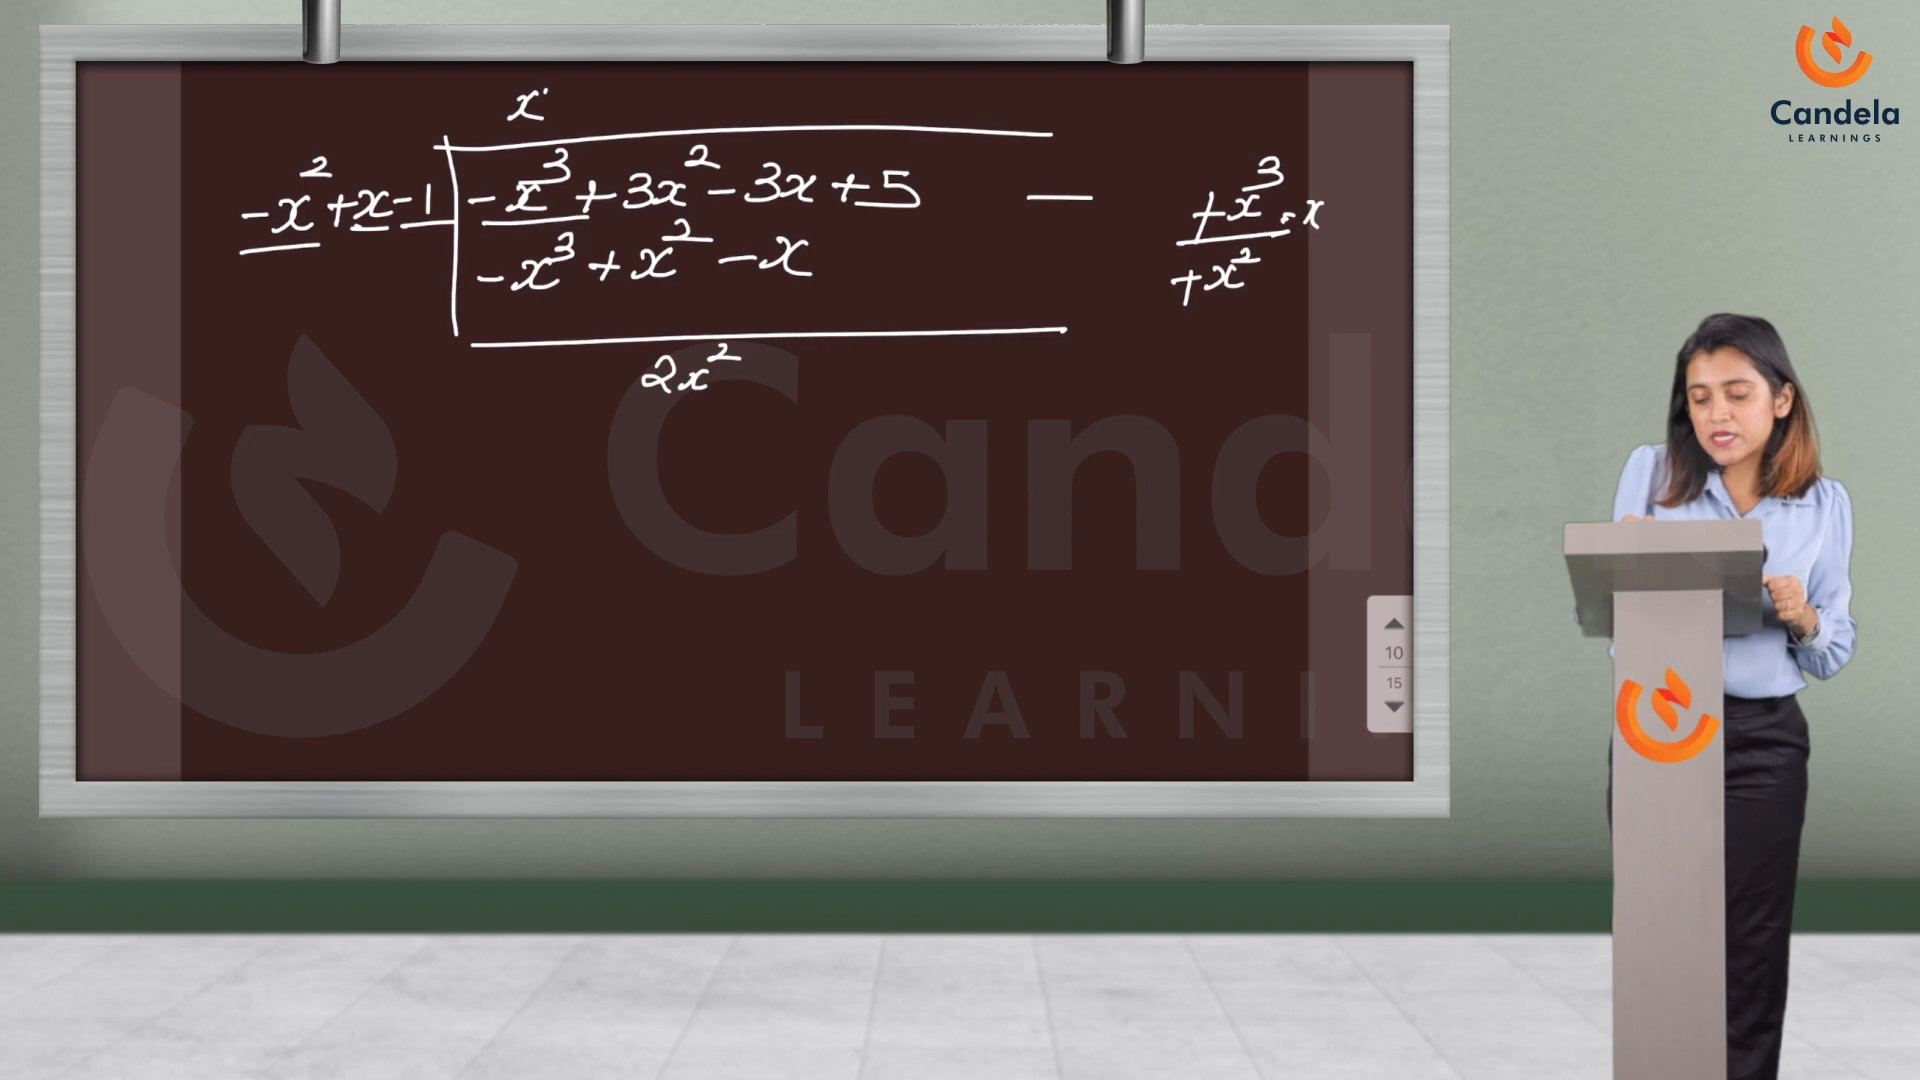 x
-x²+x-1 | -x³+3x²-3x+5 — +x³/+x² = x
-x³+x²-x
2x²
Candela
LEARNINGS
Cand
LEARNI
10
15